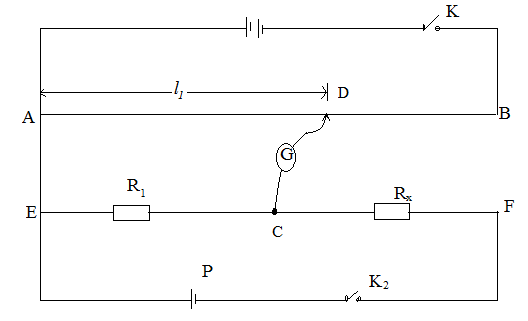 K
l₁ D
A B
G
R₁ Rₓ
E C F
P K₂